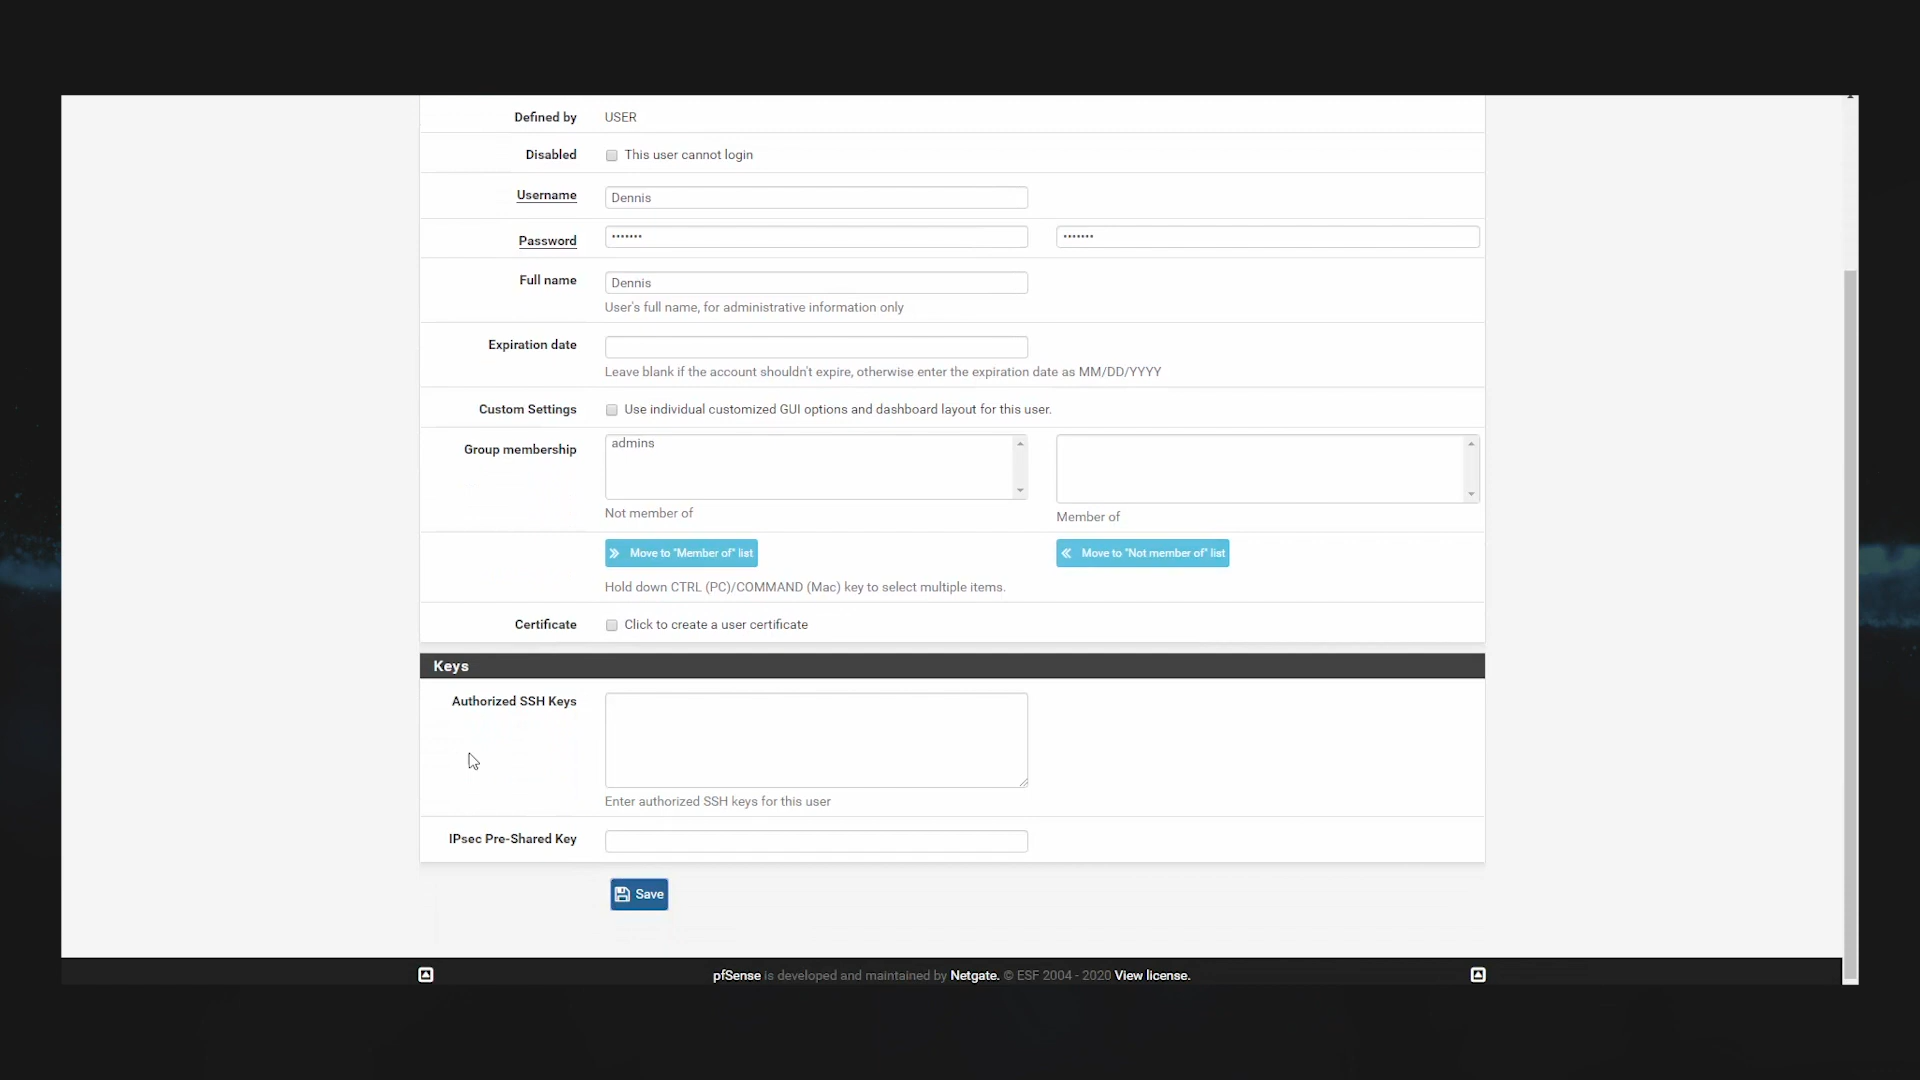 Defined by USER
Disabled This user cannot login
Username Dennis
Password ••••••• •••••••
Full name Dennis
User's full name, for administrative information only
Expiration date
Leave blank if the account shouldn't expire, otherwise enter the expiration date as MM/DD/YYYY
Custom Settings Use individual customized GUI options and dashboard layout for this user.
Group membership admins
Not member of Member of
Move to "Member of" list Move to "Not member of" list
Hold down CTRL (PC)/COMMAND (Mac) key to select multiple items.
Certificate Click to create a user certificate
Keys
Authorized SSH Keys
Enter authorized SSH keys for this user
IPsec Pre-Shared Key
Save
pfSense is developed and maintained by Netgate. © ESF 2004 - 2020 View license.